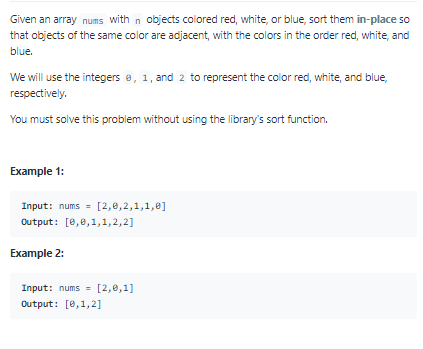 Given an array nums with n objects colored red, white, or blue, sort them in-place so
that objects of the same color are adjacent, with the colors in the order red, white, and
blue.
We will use the integers 0, 1, and 2 to represent the color red, white, and blue,
respectively.
You must solve this problem without using the library's sort function.
Example 1:
Input: nums = [2,0,2,1,1,0]
Output: [0,0,1,1,2,2]
Example 2:
Input: nums = [2,0,1]
Output: [0,1,2]